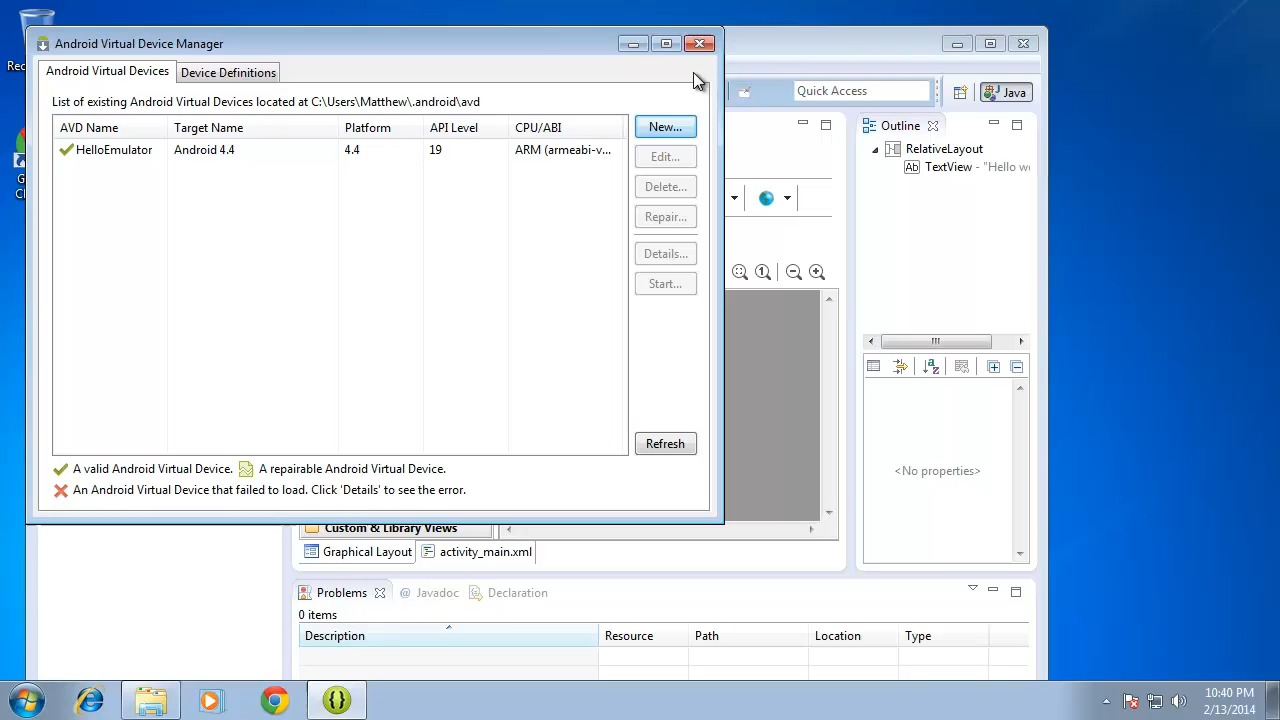 Android Virtual Device Manager
Android Virtual Devices
Device Definitions
List of existing Android Virtual Devices located at C:\Users\Matthew\.android\avd
AVD Name
Target Name
Platform
API Level
CPU/ABI
HelloEmulator
Android 4.4
4.4
19
ARM (armeabi-v...
New...
Edit...
Delete...
Repair...
Details...
Start...
Refresh
A valid Android Virtual Device.
A repairable Android Virtual Device.
An Android Virtual Device that failed to load. Click 'Details' to see the error.
Quick Access
Java
Outline
RelativeLayout
Ab TextView - "Hello w
<No properties>
Custom & Library Views
Graphical Layout
activity_main.xml
Problems
@ Javadoc
Declaration
0 items
Description
Resource
Path
Location
Type
10:40 PM
2/13/2014